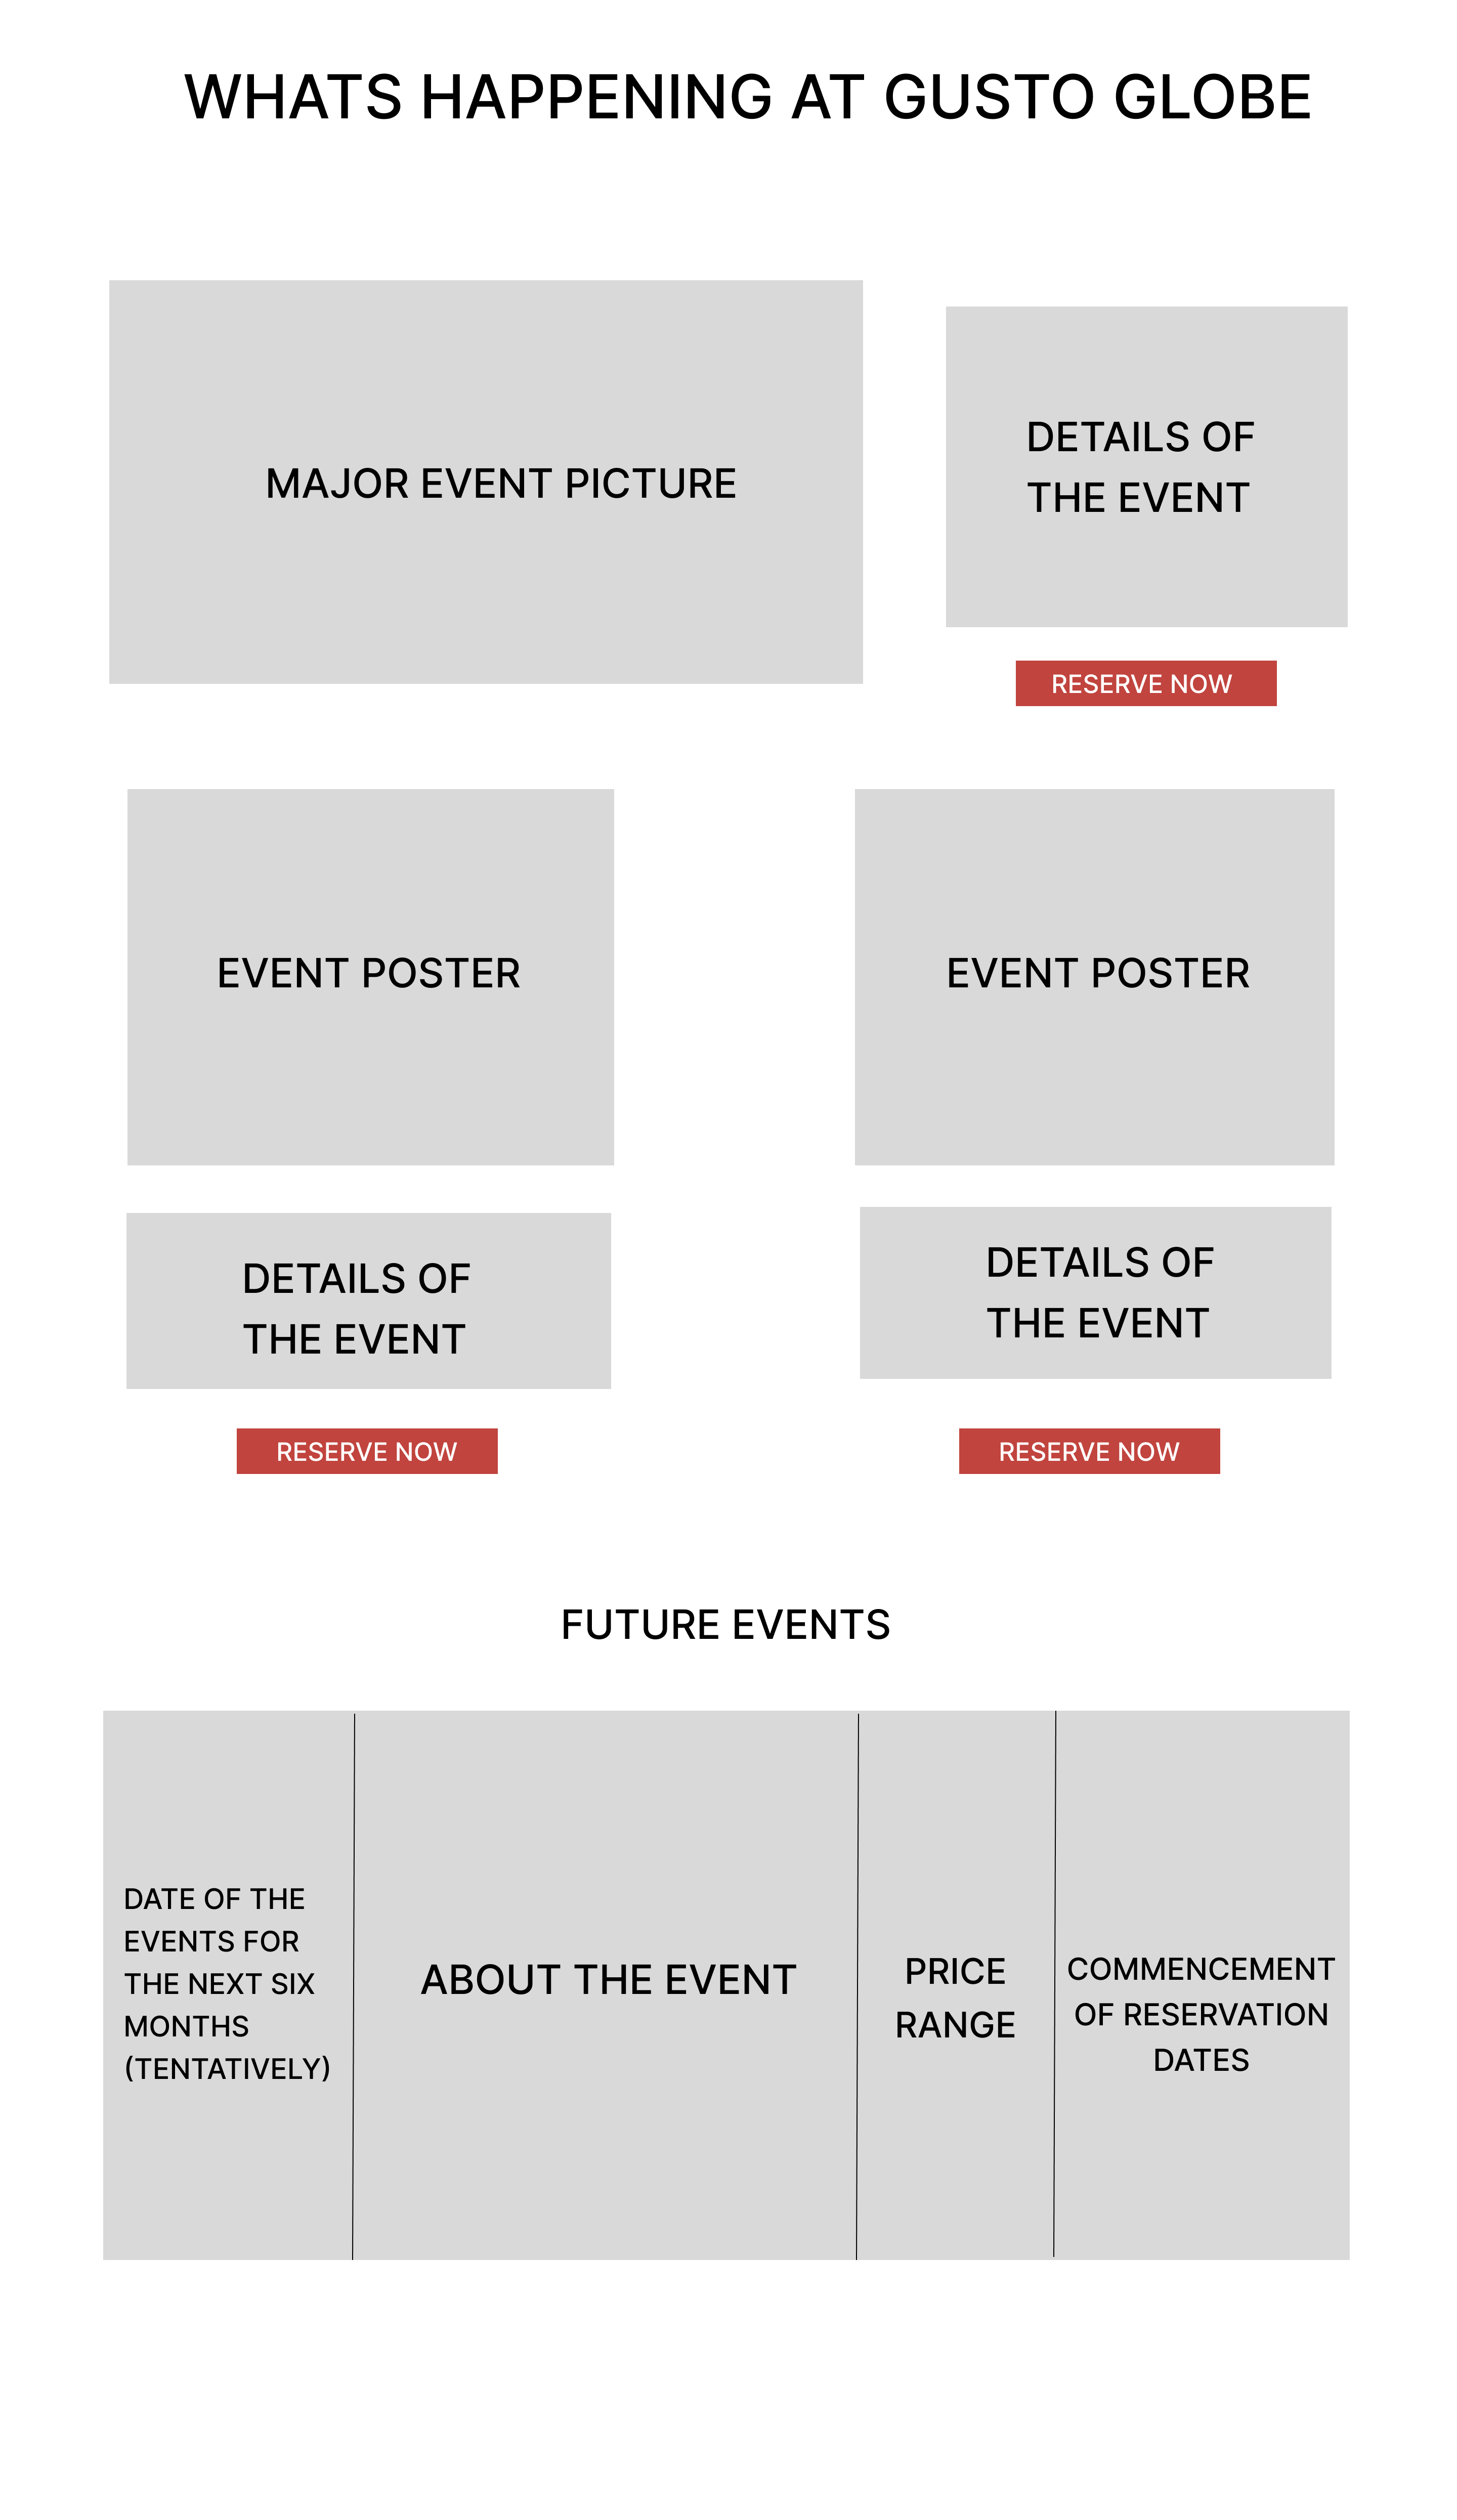 WHATS HAPPENING AT GUSTO GLOBE
MAJOR EVENT PICTURE
DETAILS OF
THE EVENT
RESERVE NOW
EVENT POSTER
EVENT POSTER
DETAILS OF
THE EVENT
DETAILS OF
THE EVENT
RESERVE NOW
RESERVE NOW
FUTURE EVENTS
DATE OF THE
EVENTS FOR
THE NEXT SIX
MONTHS
(TENTATIVELY)
ABOUT THE EVENT
PRICE
RANGE
COMMENCEMENT
OF RESERVATION
DATES